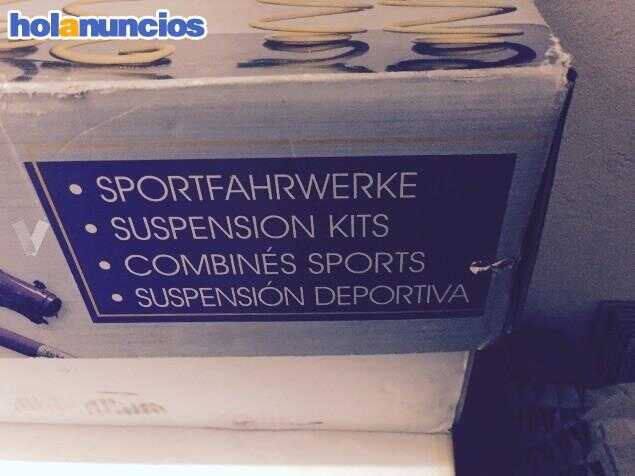 holanuncios
• SPORTFAHRWERKE
• SUSPENSION KITS
• COMBINÉS SPORTS
• SUSPENSIÓN DEPORTIVA